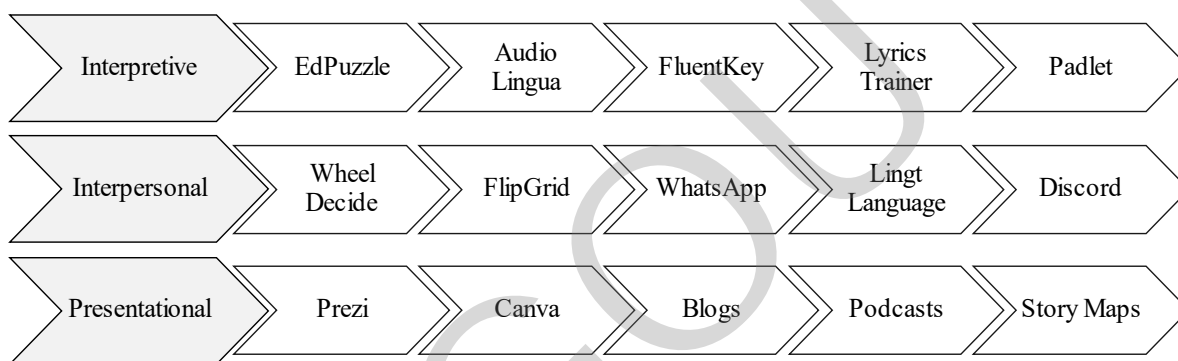 Interpretive
EdPuzzle
Audio
Lingua
FluentKey
Lyrics
Trainer
Padlet
Interpersonal
Wheel
Decide
FlipGrid
WhatsApp
Lingt
Language
Discord
Presentational
Prezi
Canva
Blogs
Podcasts
Story Maps